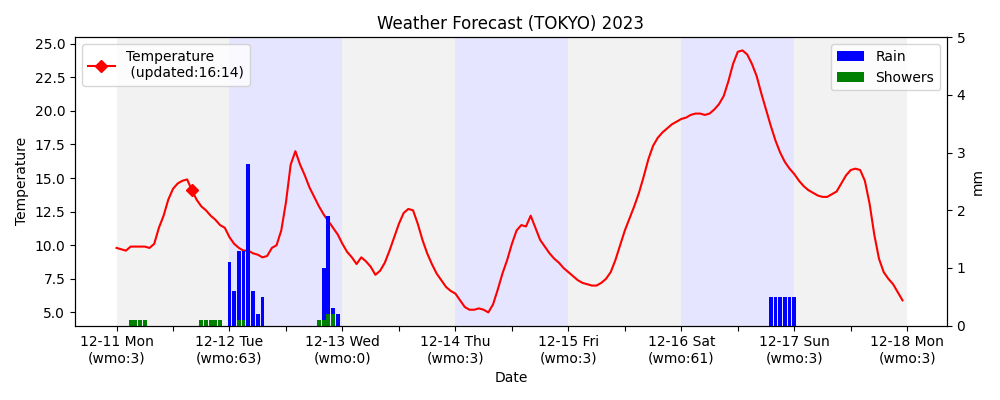 Weather Forecast (TOKYO) 2023
Temperature
(updated:16:14)
Rain
Showers
25.0
22.5
20.0
17.5
15.0
12.5
10.0
7.5
5.0
Temperature
5
4
3
2
1
0
mm
12-11 Mon
(wmo:3)
12-12 Tue
(wmo:63)
12-13 Wed
(wmo:0)
12-14 Thu
(wmo:3)
12-15 Fri
(wmo:3)
12-16 Sat
(wmo:61)
12-17 Sun
(wmo:3)
12-18 Mon
(wmo:3)
Date